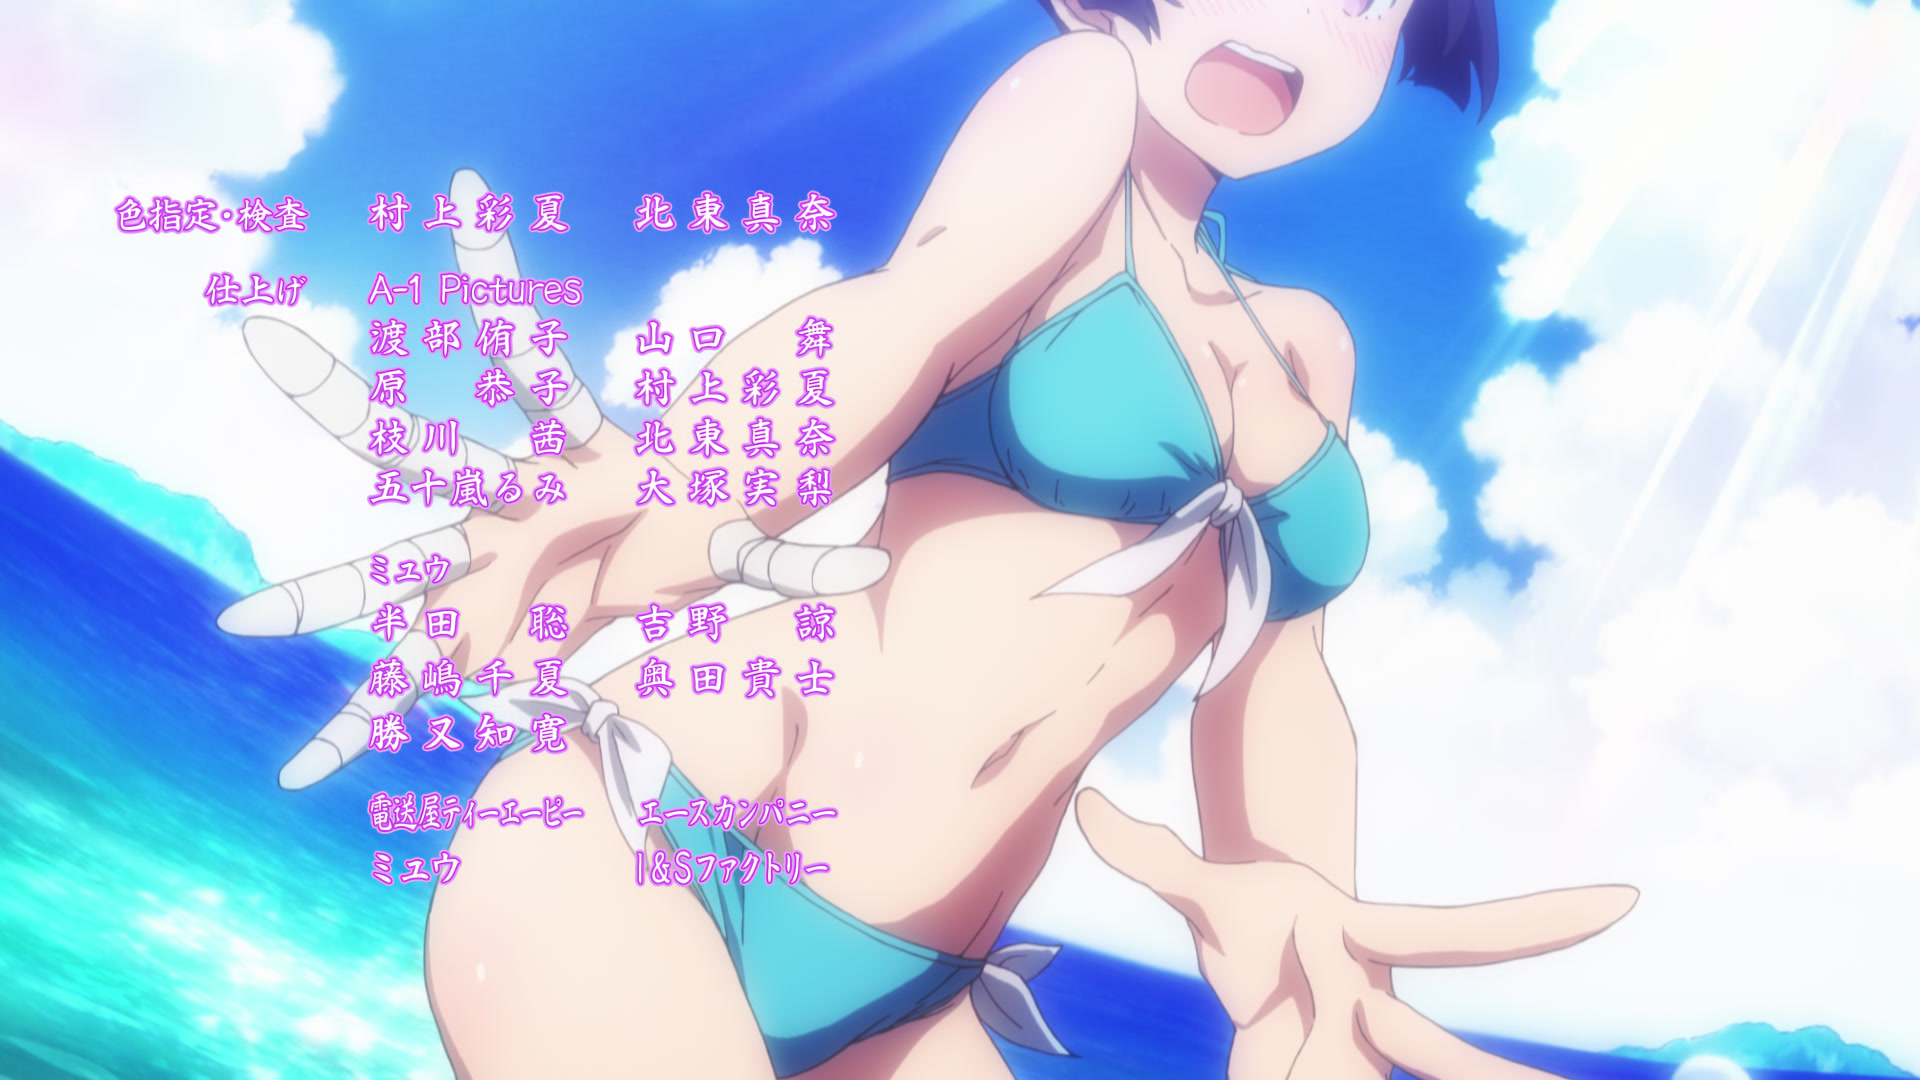 色指定・検査 村上彩夏 北東真奈
仕上げ A-1 Pictures
渡部侑子 山口 舞
原 恭子 村上彩夏
枝川 茜 北東真奈
五十嵐るみ 大塚実梨
ミュウ
半田 聡 吉野 諒
藤嶋千夏 奥田貴士
勝又知寛
電送屋ティーエーピー エースカンパニー
ミュウ I&Sファクトリー